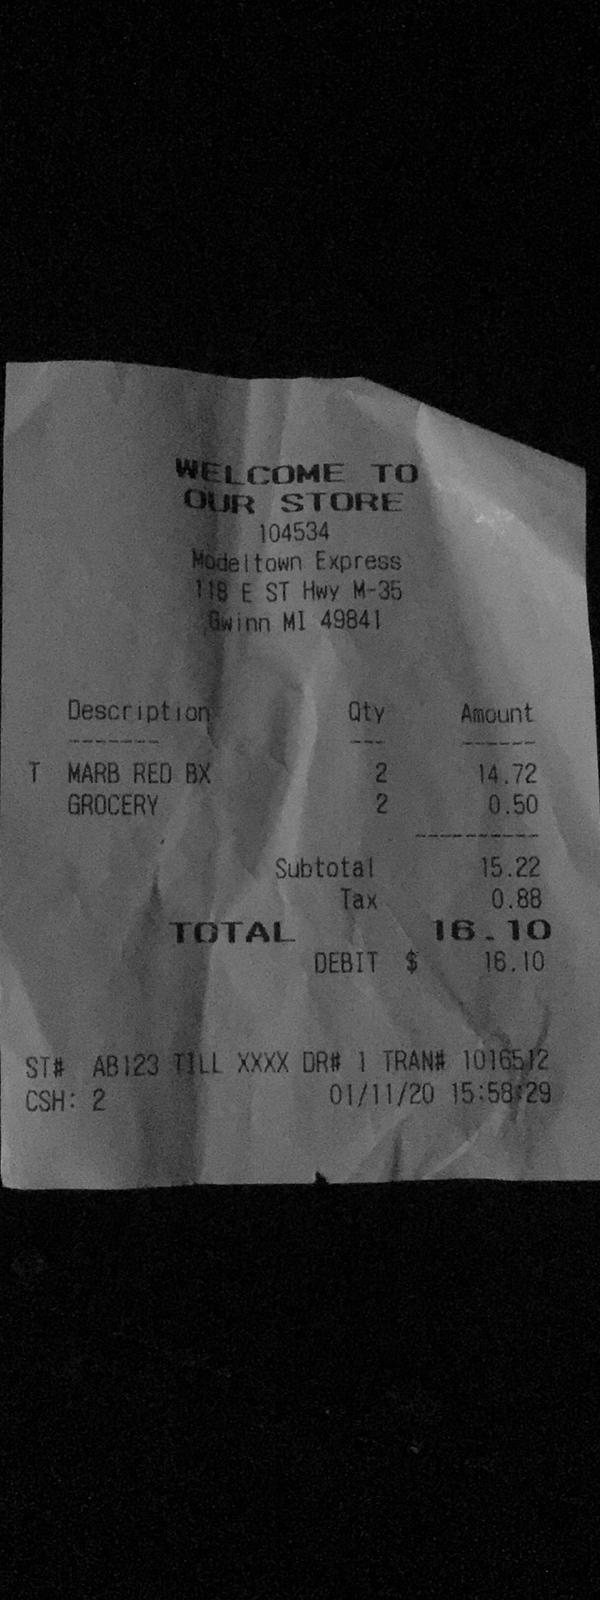 WELCOME TO
OUR STORE
104534
Modeltown Express
118 E ST Hwy M-35
Gwinn MI 49841
Description Qty Amount
------- --- ------
T MARB RED BX 2 14.72
GROCERY 2 0.50
----------
Subtotal 15.22
Tax 0.88
TOTAL 16.10
DEBIT $ 16.10
ST# AB123 TILL XXXX DR# 1 TRAN# 1016512
CSH: 2 01/11/20 15:58:29